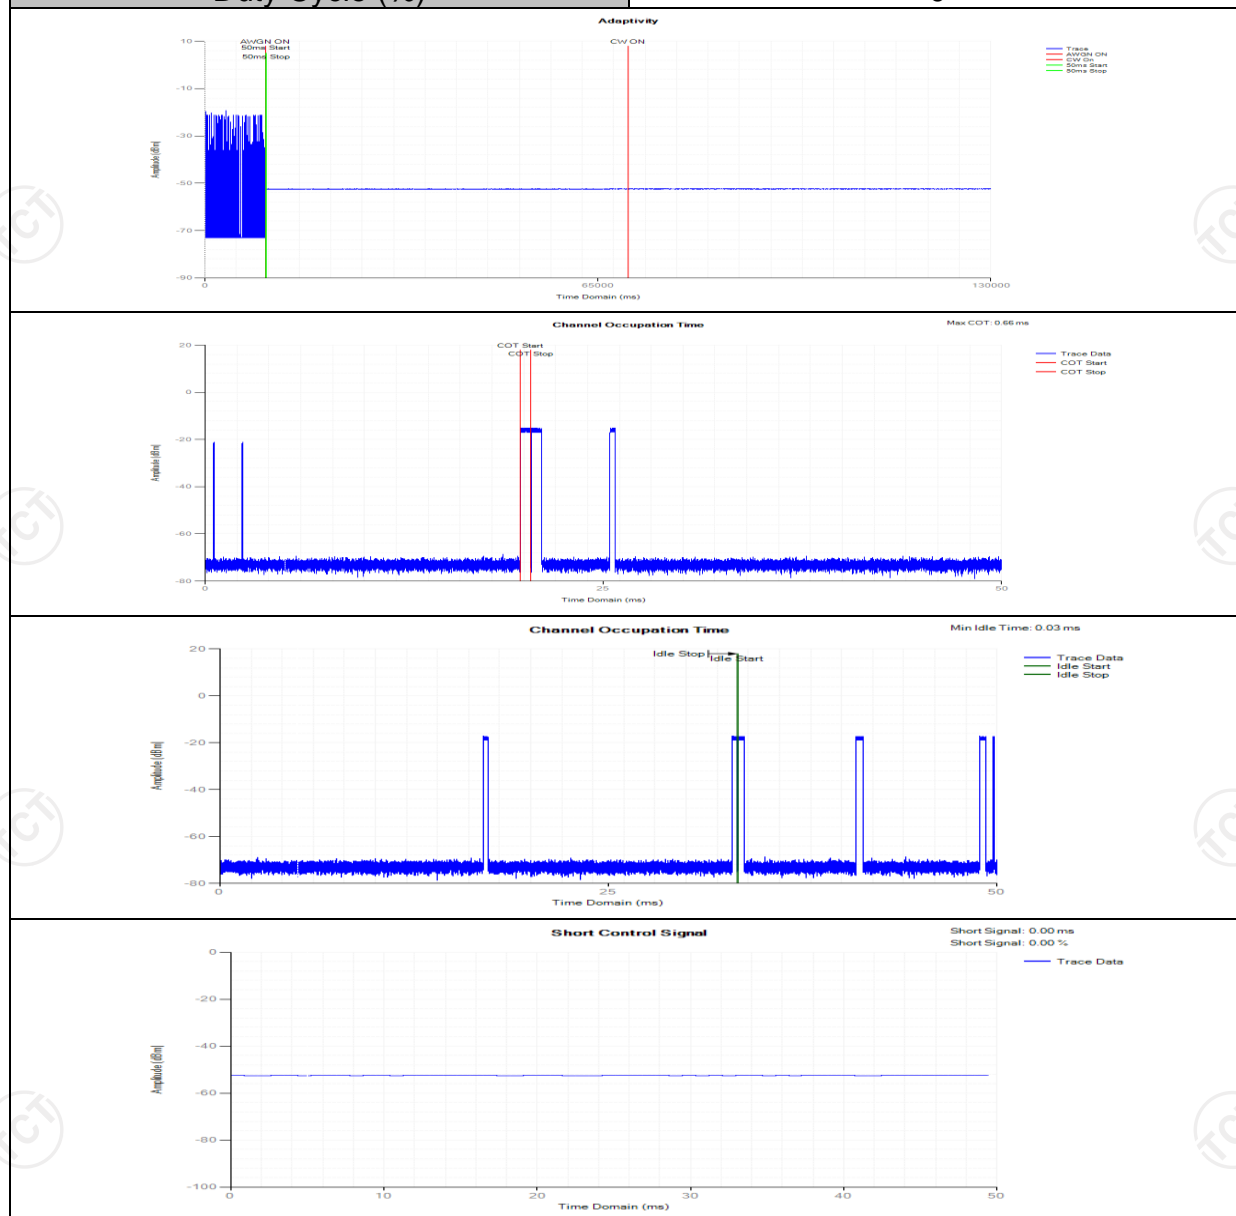 Duty Cycle (%)
Adaptivity
AWGN ON
50ms Start
50ms Stop
CW ON
Trace
AWGN ON
CW On
50ms Start
50ms Stop
10
-10
-30
-50
-70
-90
Amplitude (dBm)
0
65000
130000
Time Domain (ms)
Channel Occupation Time
Max COT: 0.66 ms
COT Start
COT Stop
Trace Data
COT Start
COT Stop
20
0
-20
-40
-60
-80
Amplitude (dBm)
0
25
50
Time Domain (ms)
Channel Occupation Time
Min Idle Time: 0.03 ms
Idle Stop
Idle Start
Trace Data
Idle Start
Idle Stop
20
0
-20
-40
-60
-80
Amplitude (dBm)
0
25
50
Time Domain (ms)
Short Control Signal
Short Signal: 0.00 ms
Short Signal: 0.00 %
Trace Data
0
-20
-40
-60
-80
-100
Amplitude (dBm)
0
10
20
30
40
50
Time Domain (ms)
TCT
TCT
TCT
TCT